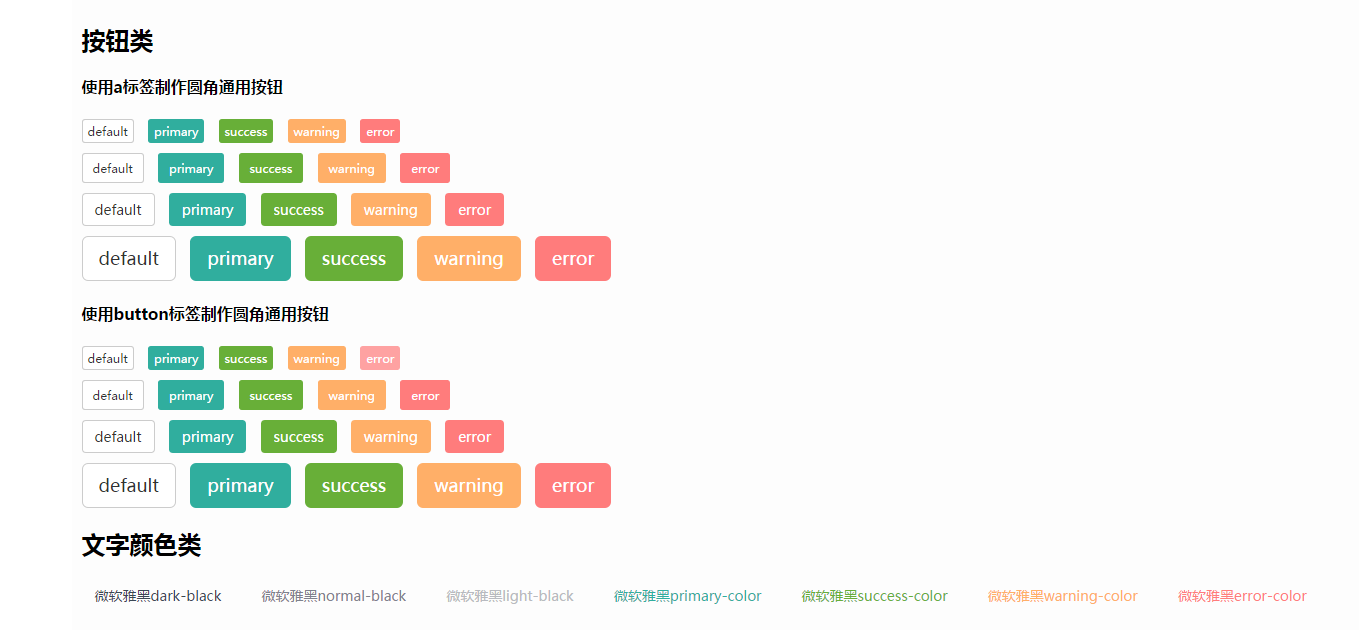 按钮类
使用a标签制作圆角通用按钮
default primary success warning error
default primary success warning error
default primary success warning error
default primary success warning error
使用button标签制作圆角通用按钮
default primary success warning error
default primary success warning error
default primary success warning error
default primary success warning error
文字颜色类
微软雅黑dark-black 微软雅黑normal-black 微软雅黑light-black 微软雅黑primary-color 微软雅黑success-color 微软雅黑warning-color 微软雅黑error-color